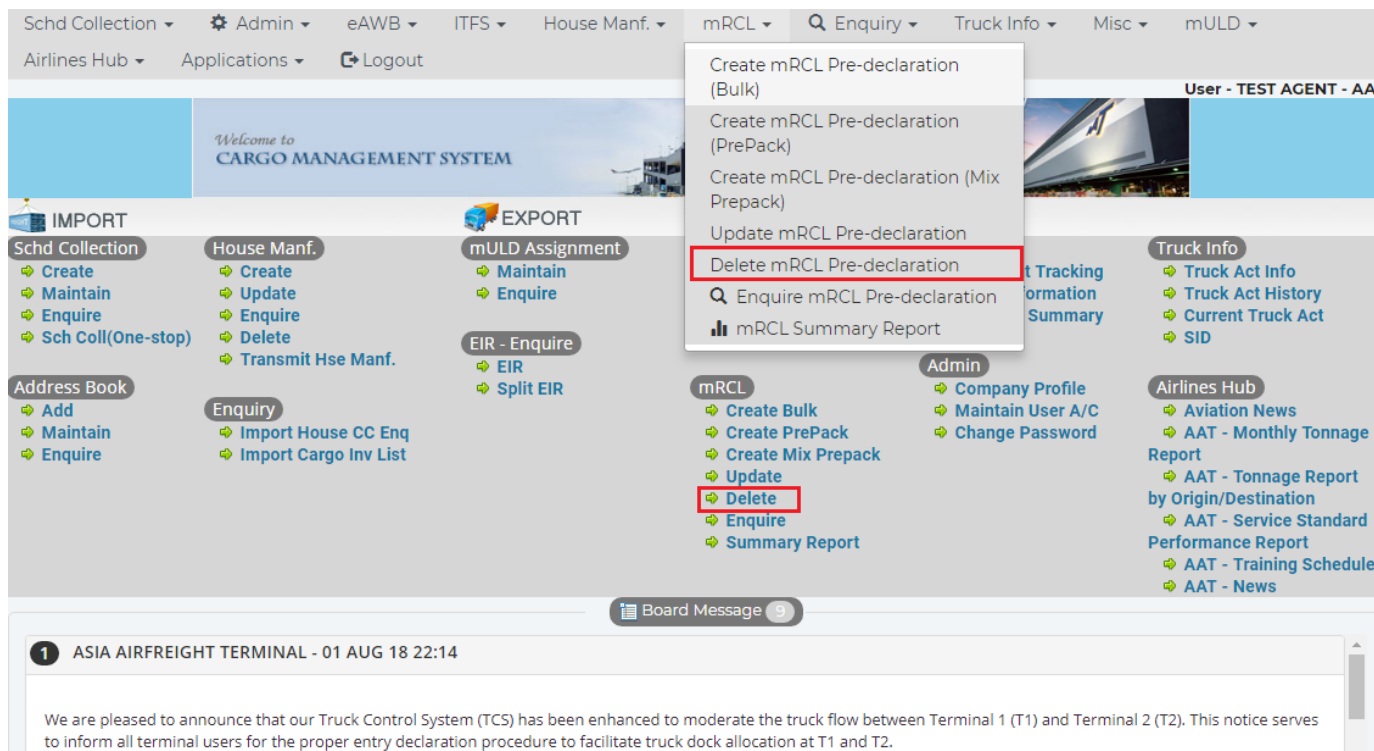 Schd Collection Admin eAWB ITFS House Manf. mRCL Enquiry Truck Info Misc mULD
Airlines Hub Applications Logout
Create mRCL Pre-declaration
(Bulk)
Create mRCL Pre-declaration
(PrePack)
Create mRCL Pre-declaration (Mix
Prepack)
Update mRCL Pre-declaration
Delete mRCL Pre-declaration
Enquire mRCL Pre-declaration
mRCL Summary Report
User - TEST AGENT - AA
Welcome to
CARGO MANAGEMENT SYSTEM
IMPORT
Schd Collection
Create
Maintain
Enquire
Sch Coll(One-stop)
Address Book
Add
Maintain
Enquire
House Manf.
Create
Update
Enquire
Delete
Transmit Hse Manf.
Enquiry
Import House CC Enq
Import Cargo Inv List
EXPORT
mULD Assignment
Maintain
Enquire
EIR - Enquire
EIR
Split EIR
mRCL
Create Bulk
Create PrePack
Create Mix Prepack
Update
Delete
Enquire
Summary Report
Tracking
Summary
Admin
Company Profile
Maintain User A/C
Change Password
Truck Info
Truck Act Info
Truck Act History
Current Truck Act
SID
Airlines Hub
Aviation News
AAT - Monthly Tonnage
Report
AAT - Tonnage Report
by Origin/Destination
AAT - Service Standard
Performance Report
AAT - Training Schedule
AAT - News
Board Message 9
1 ASIA AIRFREIGHT TERMINAL - 01 AUG 18 22:14
We are pleased to announce that our Truck Control System (TCS) has been enhanced to moderate the truck flow between Terminal 1 (T1) and Terminal 2 (T2). This notice serves
to inform all terminal users for the proper entry declaration procedure to facilitate truck dock allocation at T1 and T2.